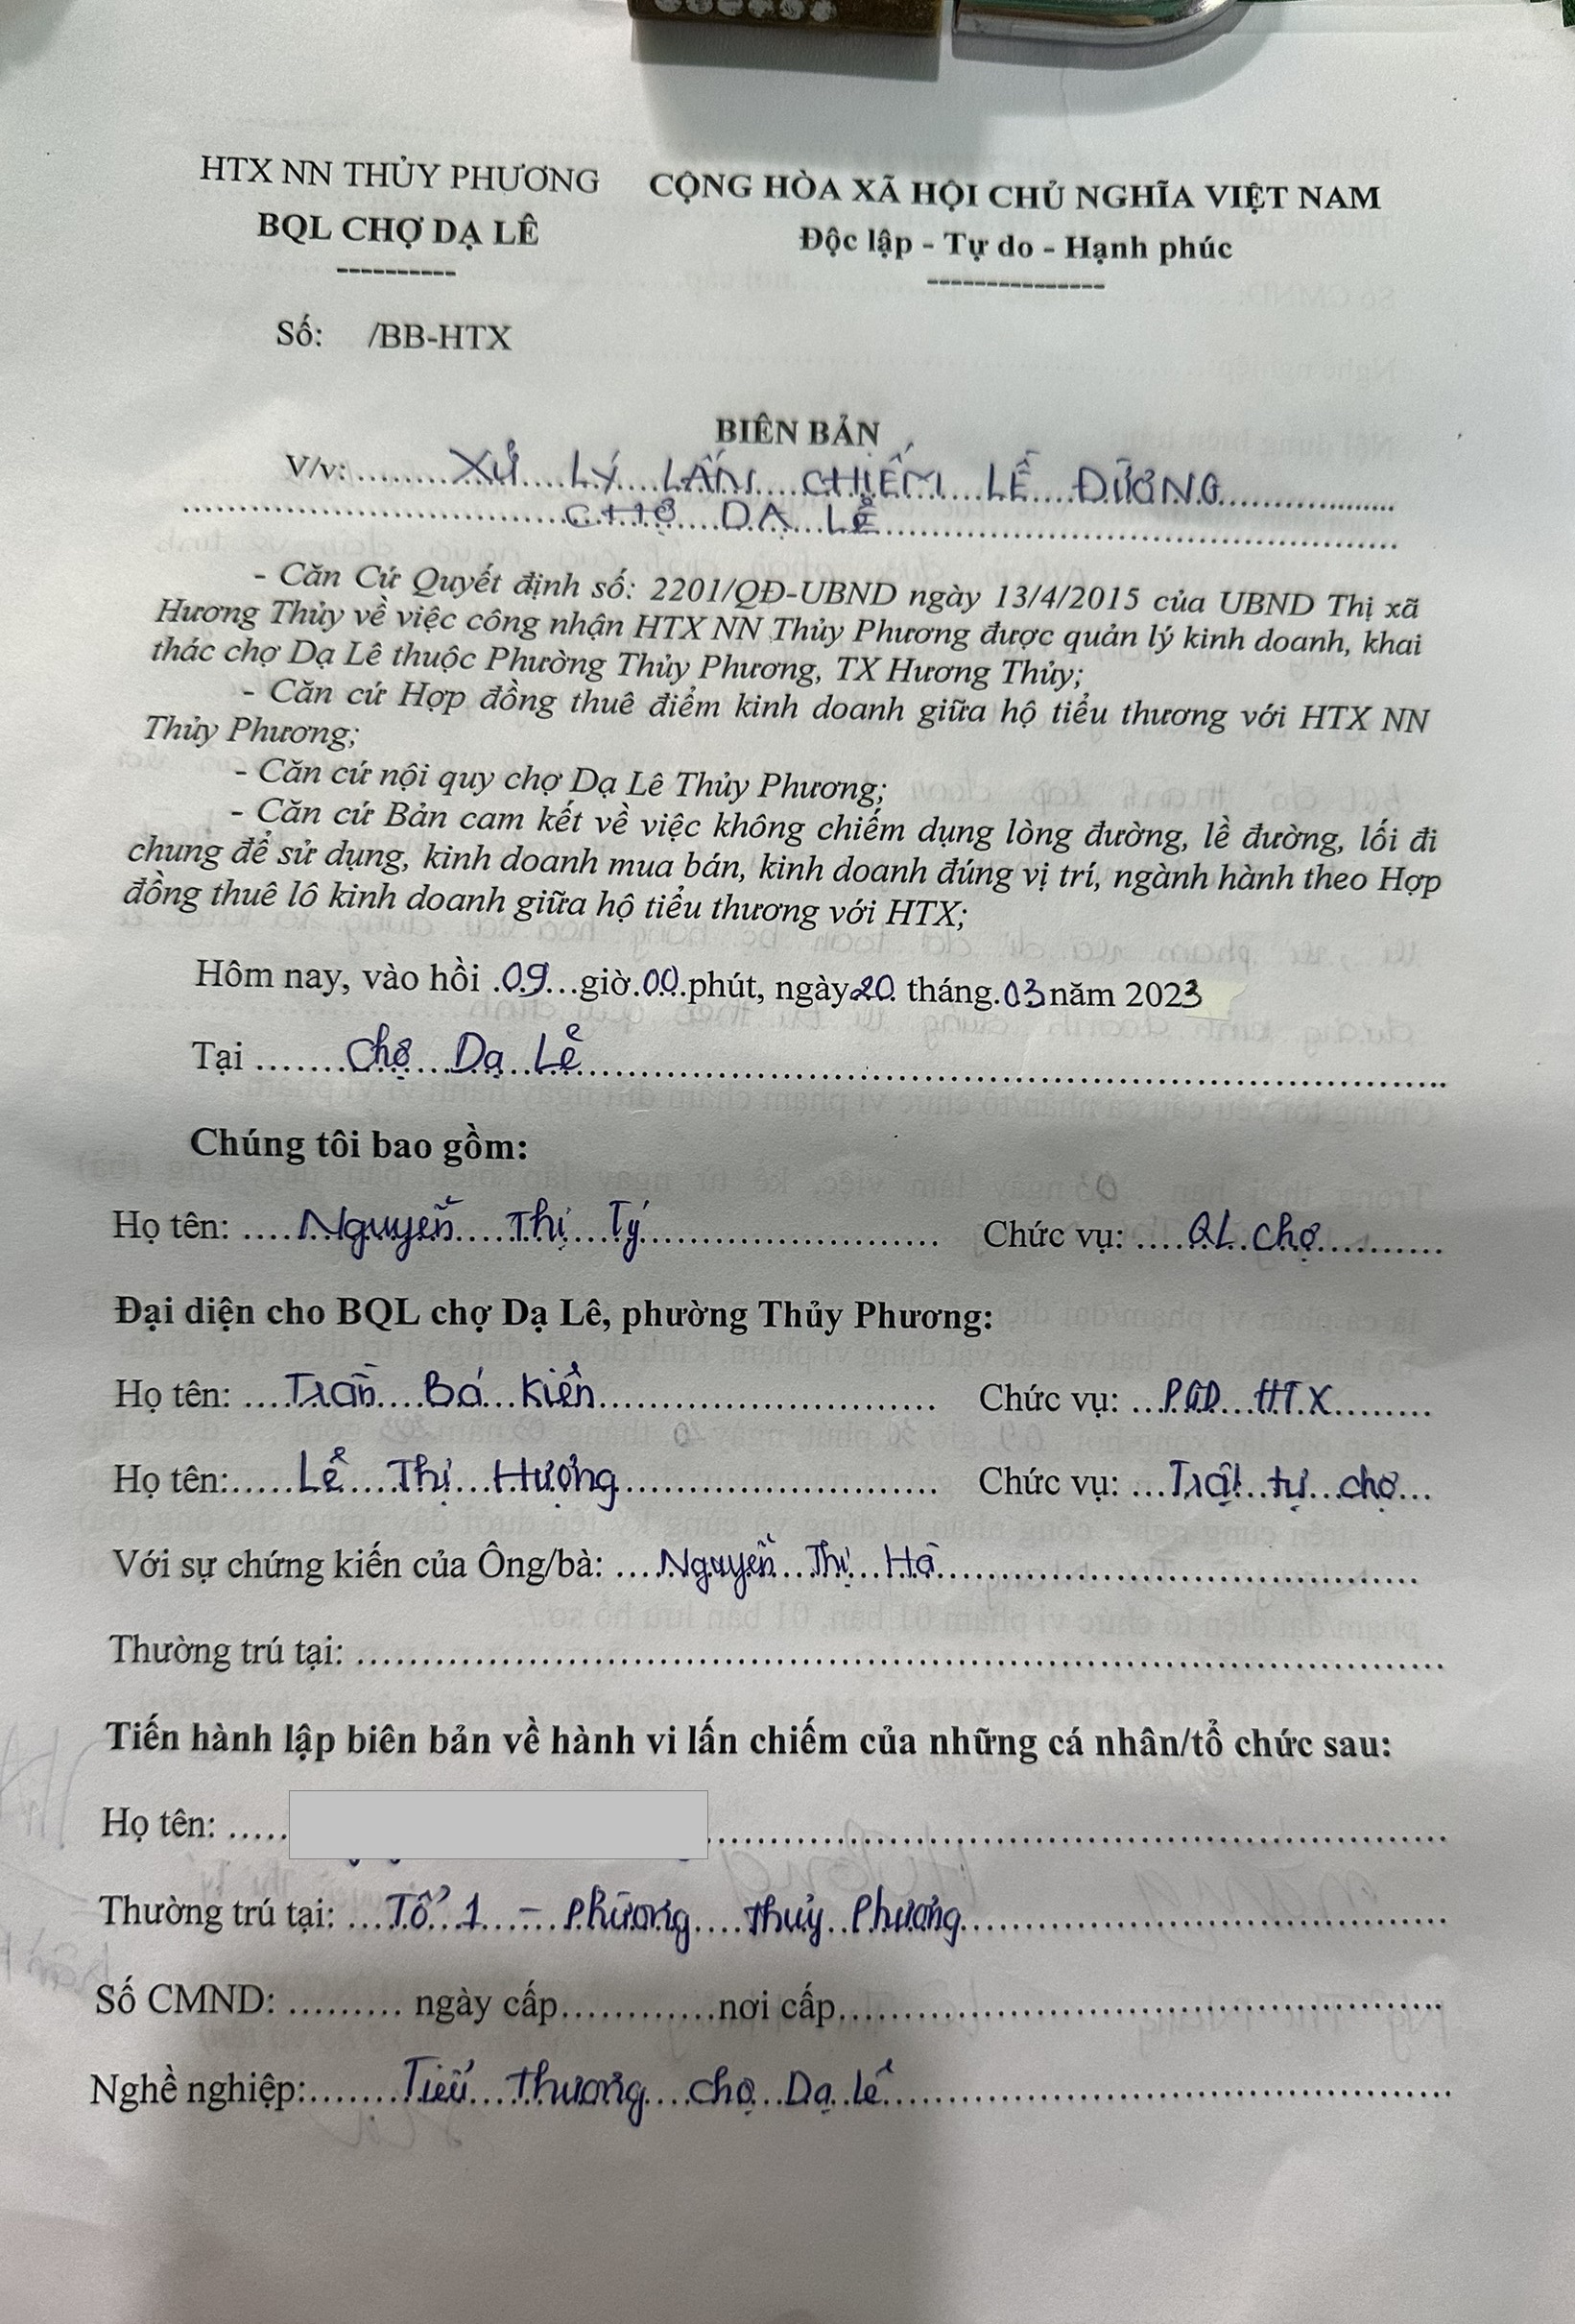 HTX NN THỦY PHƯƠNG
BQL CHỢ DẠ LÊ
----------
CỘNG HÒA XÃ HỘI CHỦ NGHĨA VIỆT NAM
Độc lập - Tự do - Hạnh phúc
---------------
Số: /BB-HTX
BIÊN BẢN
V/v: XỬ LÝ LẤN CHIẾM LỀ ĐƯỜNG
CHỢ DẠ LÊ
- Căn Cứ Quyết định số: 2201/QĐ-UBND ngày 13/4/2015 của UBND Thị xã
Hương Thủy về việc công nhận HTX NN Thủy Phương được quản lý kinh doanh, khai
thác chợ Dạ Lê thuộc Phường Thủy Phương, TX Hương Thủy;
- Căn cứ Hợp đồng thuê điểm kinh doanh giữa hộ tiểu thương với HTX NN
Thủy Phương;
- Căn cứ nội quy chợ Dạ Lê Thủy Phương;
- Căn cứ Bản cam kết về việc không chiếm dụng lòng đường, lề đường, lối đi
chung để sử dụng, kinh doanh mua bán, kinh doanh đúng vị trí, ngành hành theo Hợp
đồng thuê lô kinh doanh giữa hộ tiểu thương với HTX;
Hôm nay, vào hồi .09...giờ.00.phút, ngày 20 tháng.03 năm 2023
Tại ....... Chợ Dạ Lê
Chúng tôi bao gồm:
Họ tên: .... Nguyễn Thị Tý Chức vụ: .... QL chợ
Đại diện cho BQL chợ Dạ Lê, phường Thủy Phương:
Họ tên: .... Trần Bá Kiên Chức vụ: ... P.GĐ HTX
Họ tên:..... Lê Thị Hường Chức vụ: ... Trật tự chợ
Với sự chứng kiến của Ông/bà: .... Nguyễn Thị Hà
Thường trú tại: ....................
Tiến hành lập biên bản về hành vi lấn chiếm của những cá nhân/tổ chức sau:
Họ tên: .....
Thường trú tại: ... Tổ 1 - Phường Thủy Phương
Số CMND: ......... ngày cấp............nơi cấp....................
Nghề nghiệp:....... Tiểu thương chợ Dạ Lê